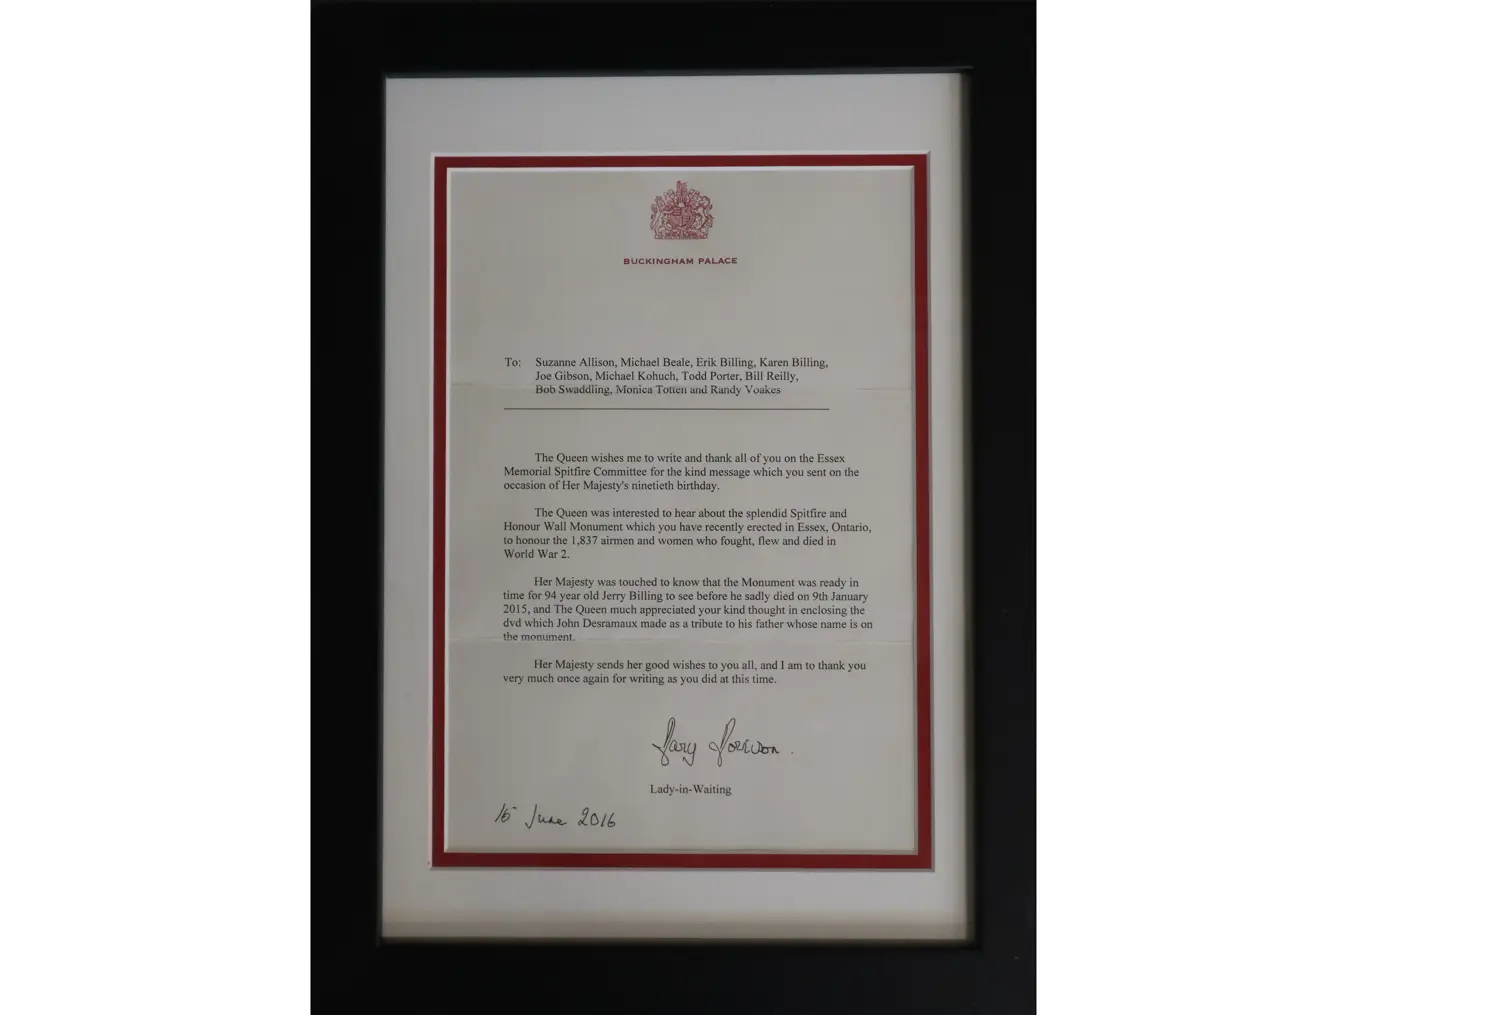 BUCKINGHAM PALACE
To: Suzanne Allison, Michael Beale, Erik Billing, Karen Billing,
Joe Gibson, Michael Kohuch, Todd Porter, Bill Reilly,
Bob Swaddling, Monica Totten and Randy Voakes
The Queen wishes me to write and thank all of you on the Essex
Memorial Spitfire Committee for the kind message which you sent on the
occasion of Her Majesty's ninetieth birthday.
The Queen was interested to hear about the splendid Spitfire and
Honour Wall Monument which you have recently erected in Essex, Ontario,
to honour the 1,837 airmen and women who fought, flew and died in
World War 2.
Her Majesty was touched to know that the Monument was ready in
time for 94 year old Jerry Billing to see before he sadly died on 9th January
2015, and The Queen much appreciated your kind thought in enclosing the
dvd which John Desramaux made as a tribute to his father whose name is on
the monument.
Her Majesty sends her good wishes to you all, and I am to thank you
very much once again for writing as you did at this time.
Lady-in-Waiting
June 2016